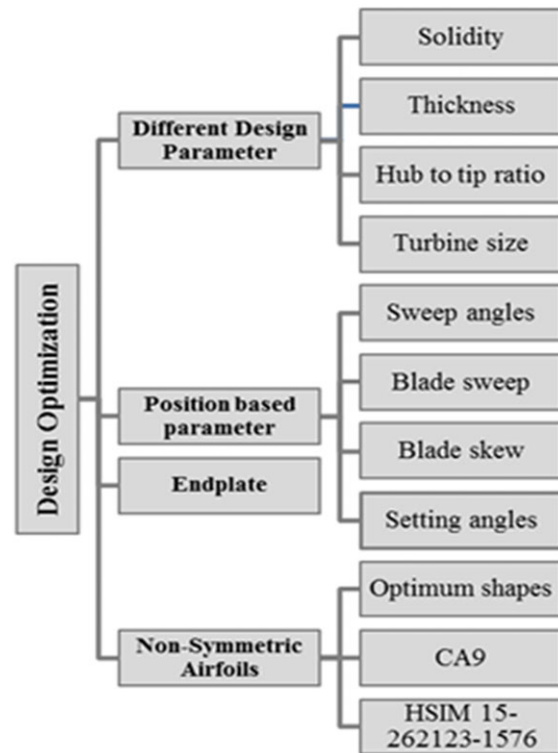 Design Optimization
Different Design
Parameter
Solidity
Thickness
Hub to tip ratio
Turbine size
Position based
parameter
Sweep angles
Blade sweep
Blade skew
Setting angles
Endplate
Non-Symmetric
Airfoils
Optimum shapes
CA9
HSIM 15-
262123-1576